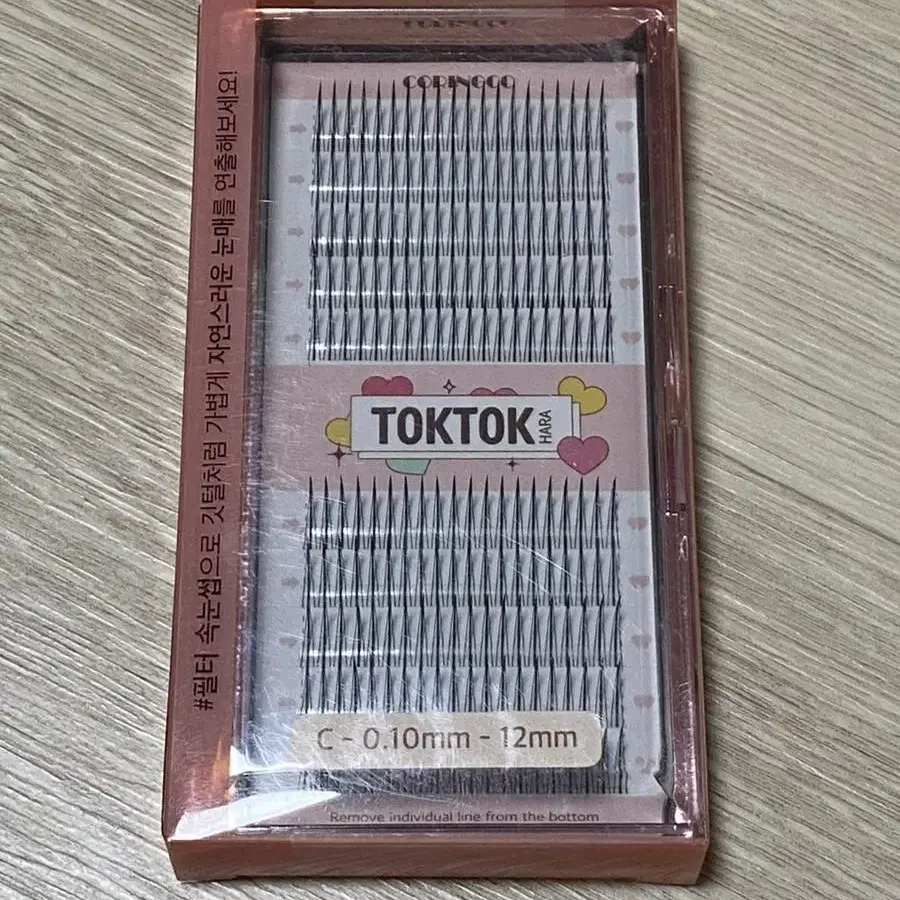 CORINGCO
#필터 속눈썹으로 깃털처럼 가볍게 자연스러운 눈매를 연출해보세요!
TOKTOK
HARA
C - 0.10mm - 12mm
Remove individual line from the bottom